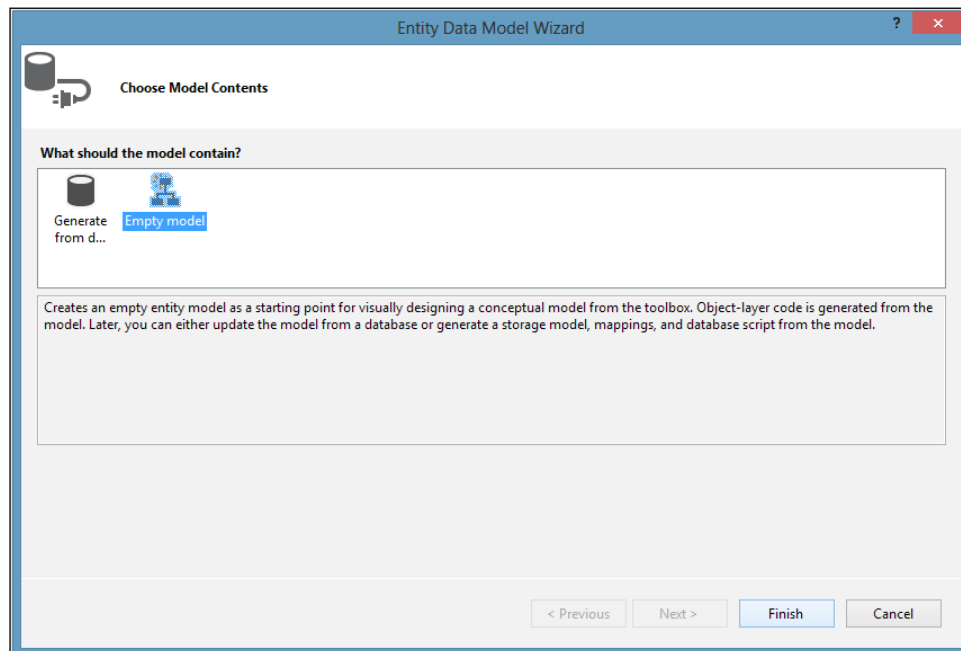 Entity Data Model Wizard
?
Choose Model Contents
What should the model contain?
Generate
from d...
Empty model
Creates an empty entity model as a starting point for visually designing a conceptual model from the toolbox. Object-layer code is generated from the
model. Later, you can either update the model from a database or generate a storage model, mappings, and database script from the model.
< Previous
Next >
Finish
Cancel